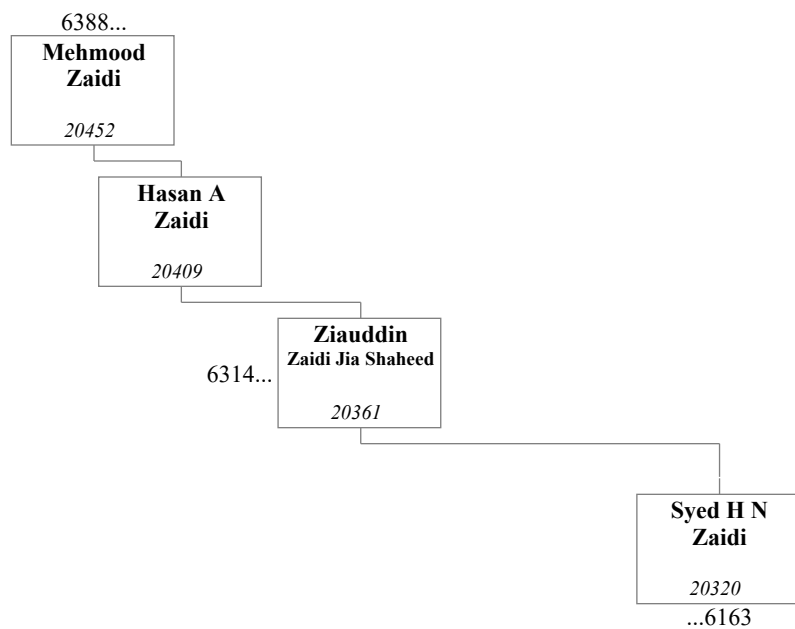 6388...
Mehmood
Zaidi
20452
Hasan A
Zaidi
20409
Ziauddin
Zaidi Jia Shaheed
6314...
20361
Syed H N
Zaidi
20320
...6163